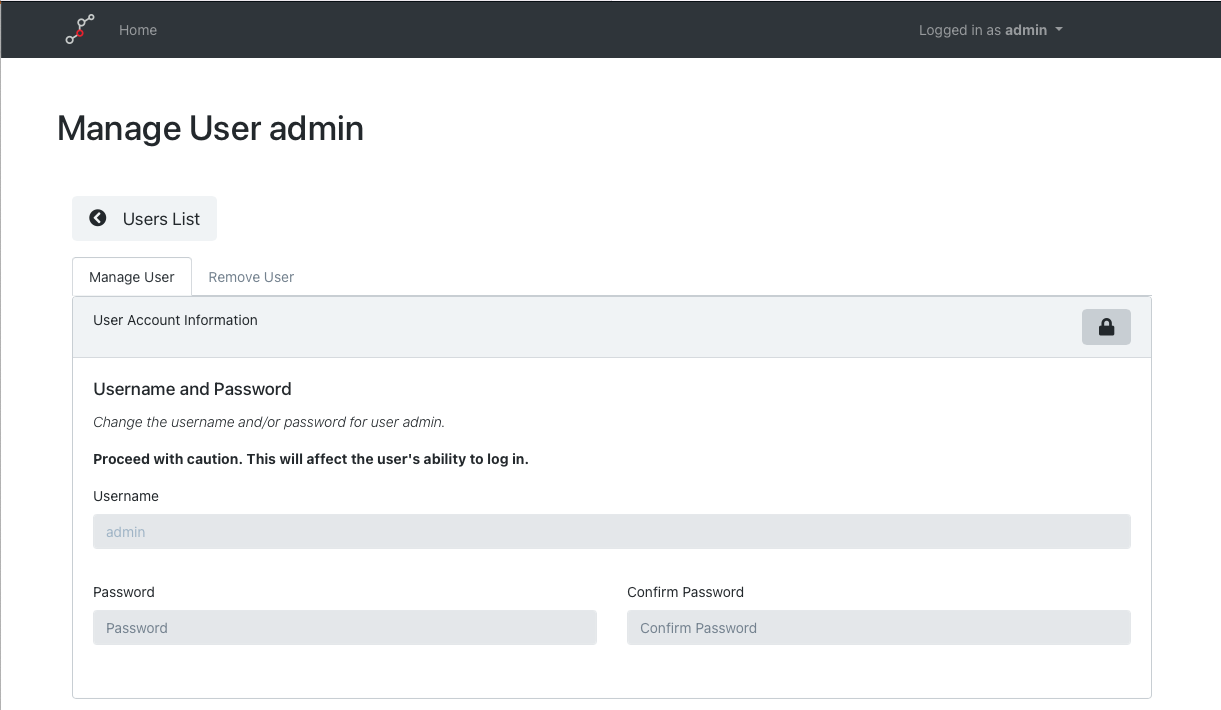 Home
Logged in as admin
Manage User admin
Users List
Manage User
Remove User
User Account Information
Username and Password
Change the username and/or password for user admin.
Proceed with caution. This will affect the user's ability to log in.
Username
admin
Password
Confirm Password
Password
Confirm Password